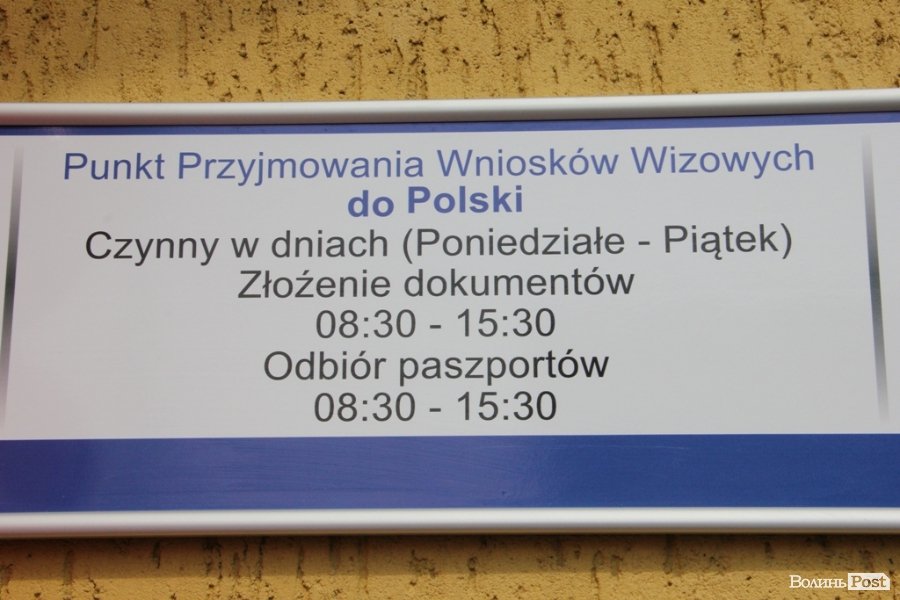 Punkt Przyjmowania Wniosków Wizowych
do Polski
Czynny w dniach (Poniedziałe - Piątek)
Złoźenie dokumentów
08:30 - 15:30
Odbiór paszportów
08:30 - 15:30
Волинь Post